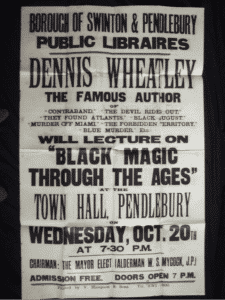 BOROUGH OF SWINTON & PENDLEBURY
PUBLIC LIBRAIRES
DENNIS WHEATLEY
THE FAMOUS AUTHOR
OF
"CONTRABAND" "THE DEVIL RIDES OUT"
"THEY FOUND ATLANTIS" "BLACK AUGUST"
"MURDER OFF MIAMI" "THE FORBIDDEN TERRITORY"
"BLUE MURDER," Etc.
WILL LECTURE ON
"BLACK MAGIC
THROUGH THE AGES"
AT THE
TOWN HALL, PENDLEBURY
ON
WEDNESDAY, OCT. 20TH
AT 7-30 P.M.
CHAIRMAN: THE MAYOR ELECT (ALDERMAN W. S. MYCOCK, J.P.)
ADMISSION FREE. DOORS OPEN 7 P.M.
Printed by